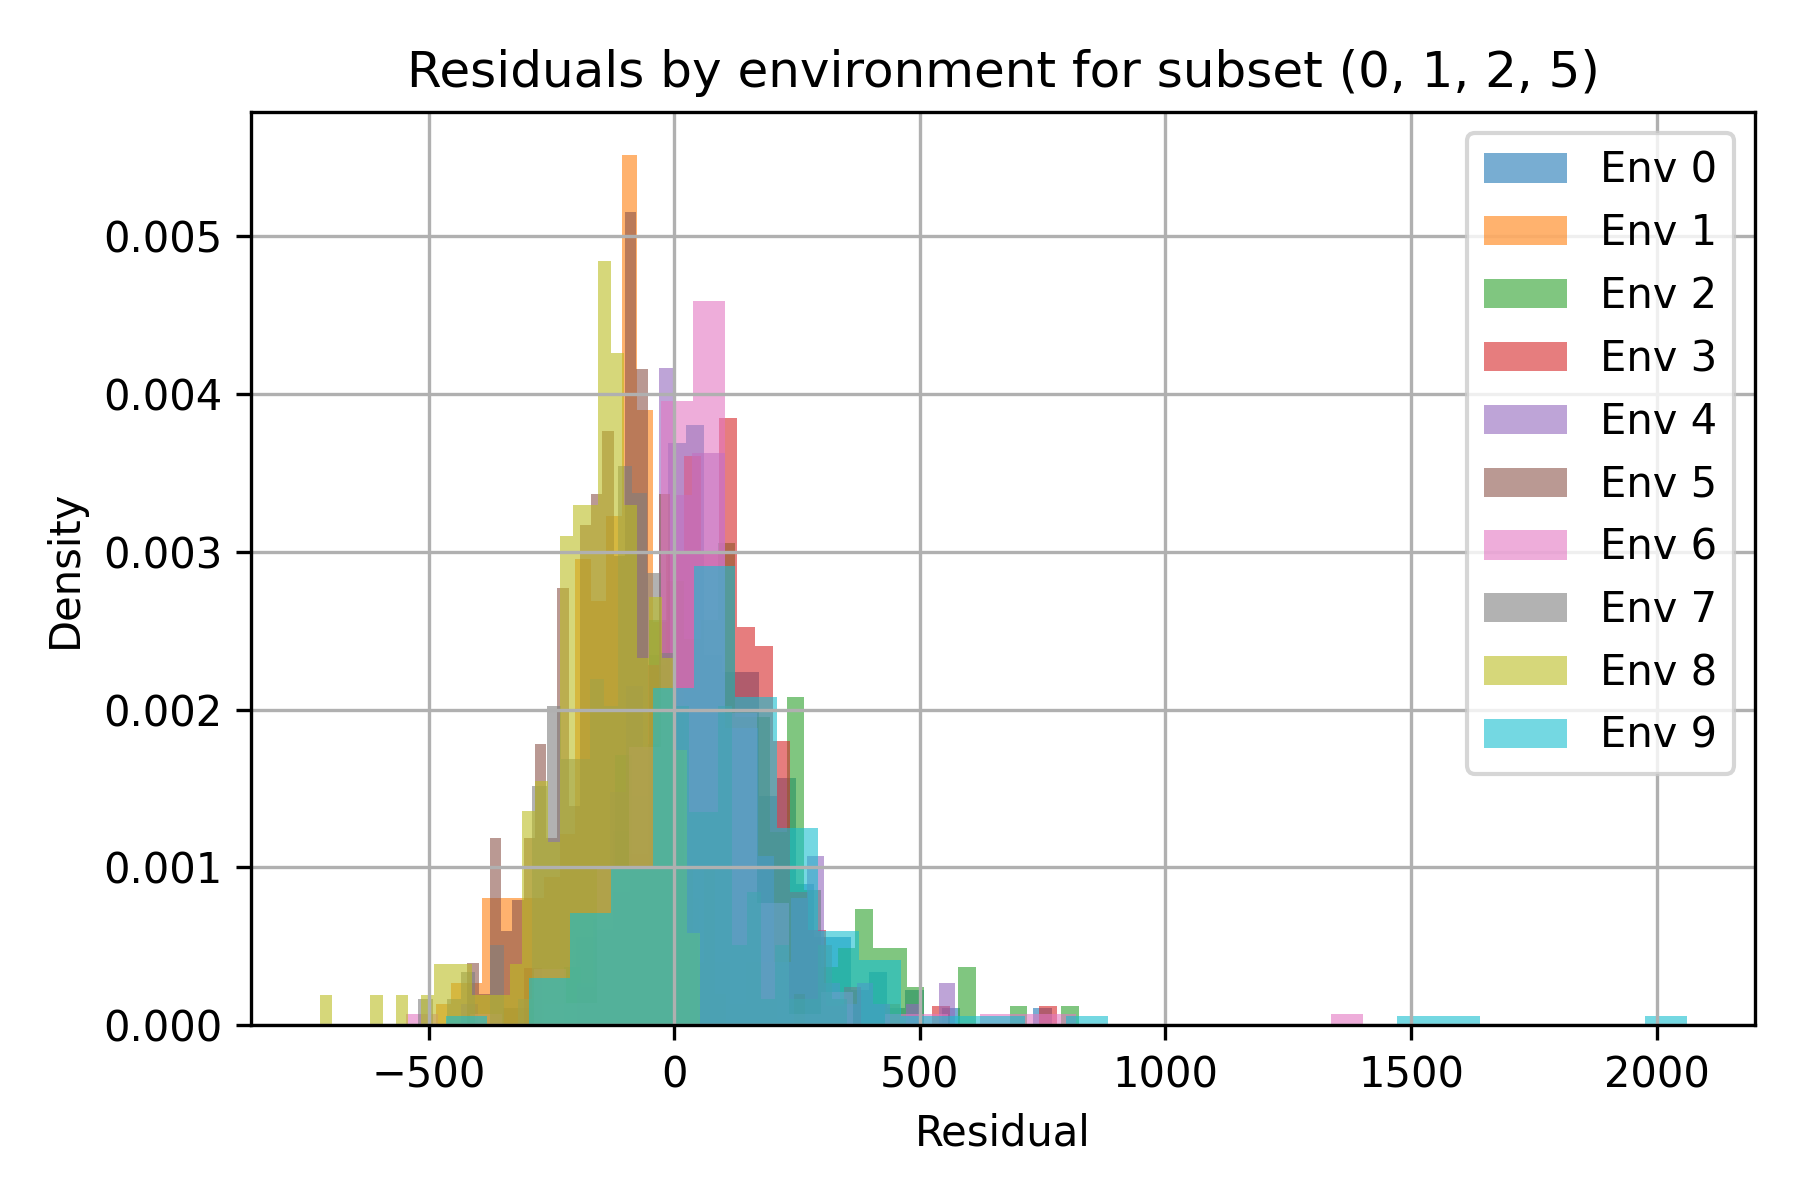 Residuals by environment for subset (0, 1, 2, 5)
Density
0.005
0.004
0.003
0.002
0.001
0.000
−500
0
500
1000
1500
2000
Residual
Env 0
Env 1
Env 2
Env 3
Env 4
Env 5
Env 6
Env 7
Env 8
Env 9